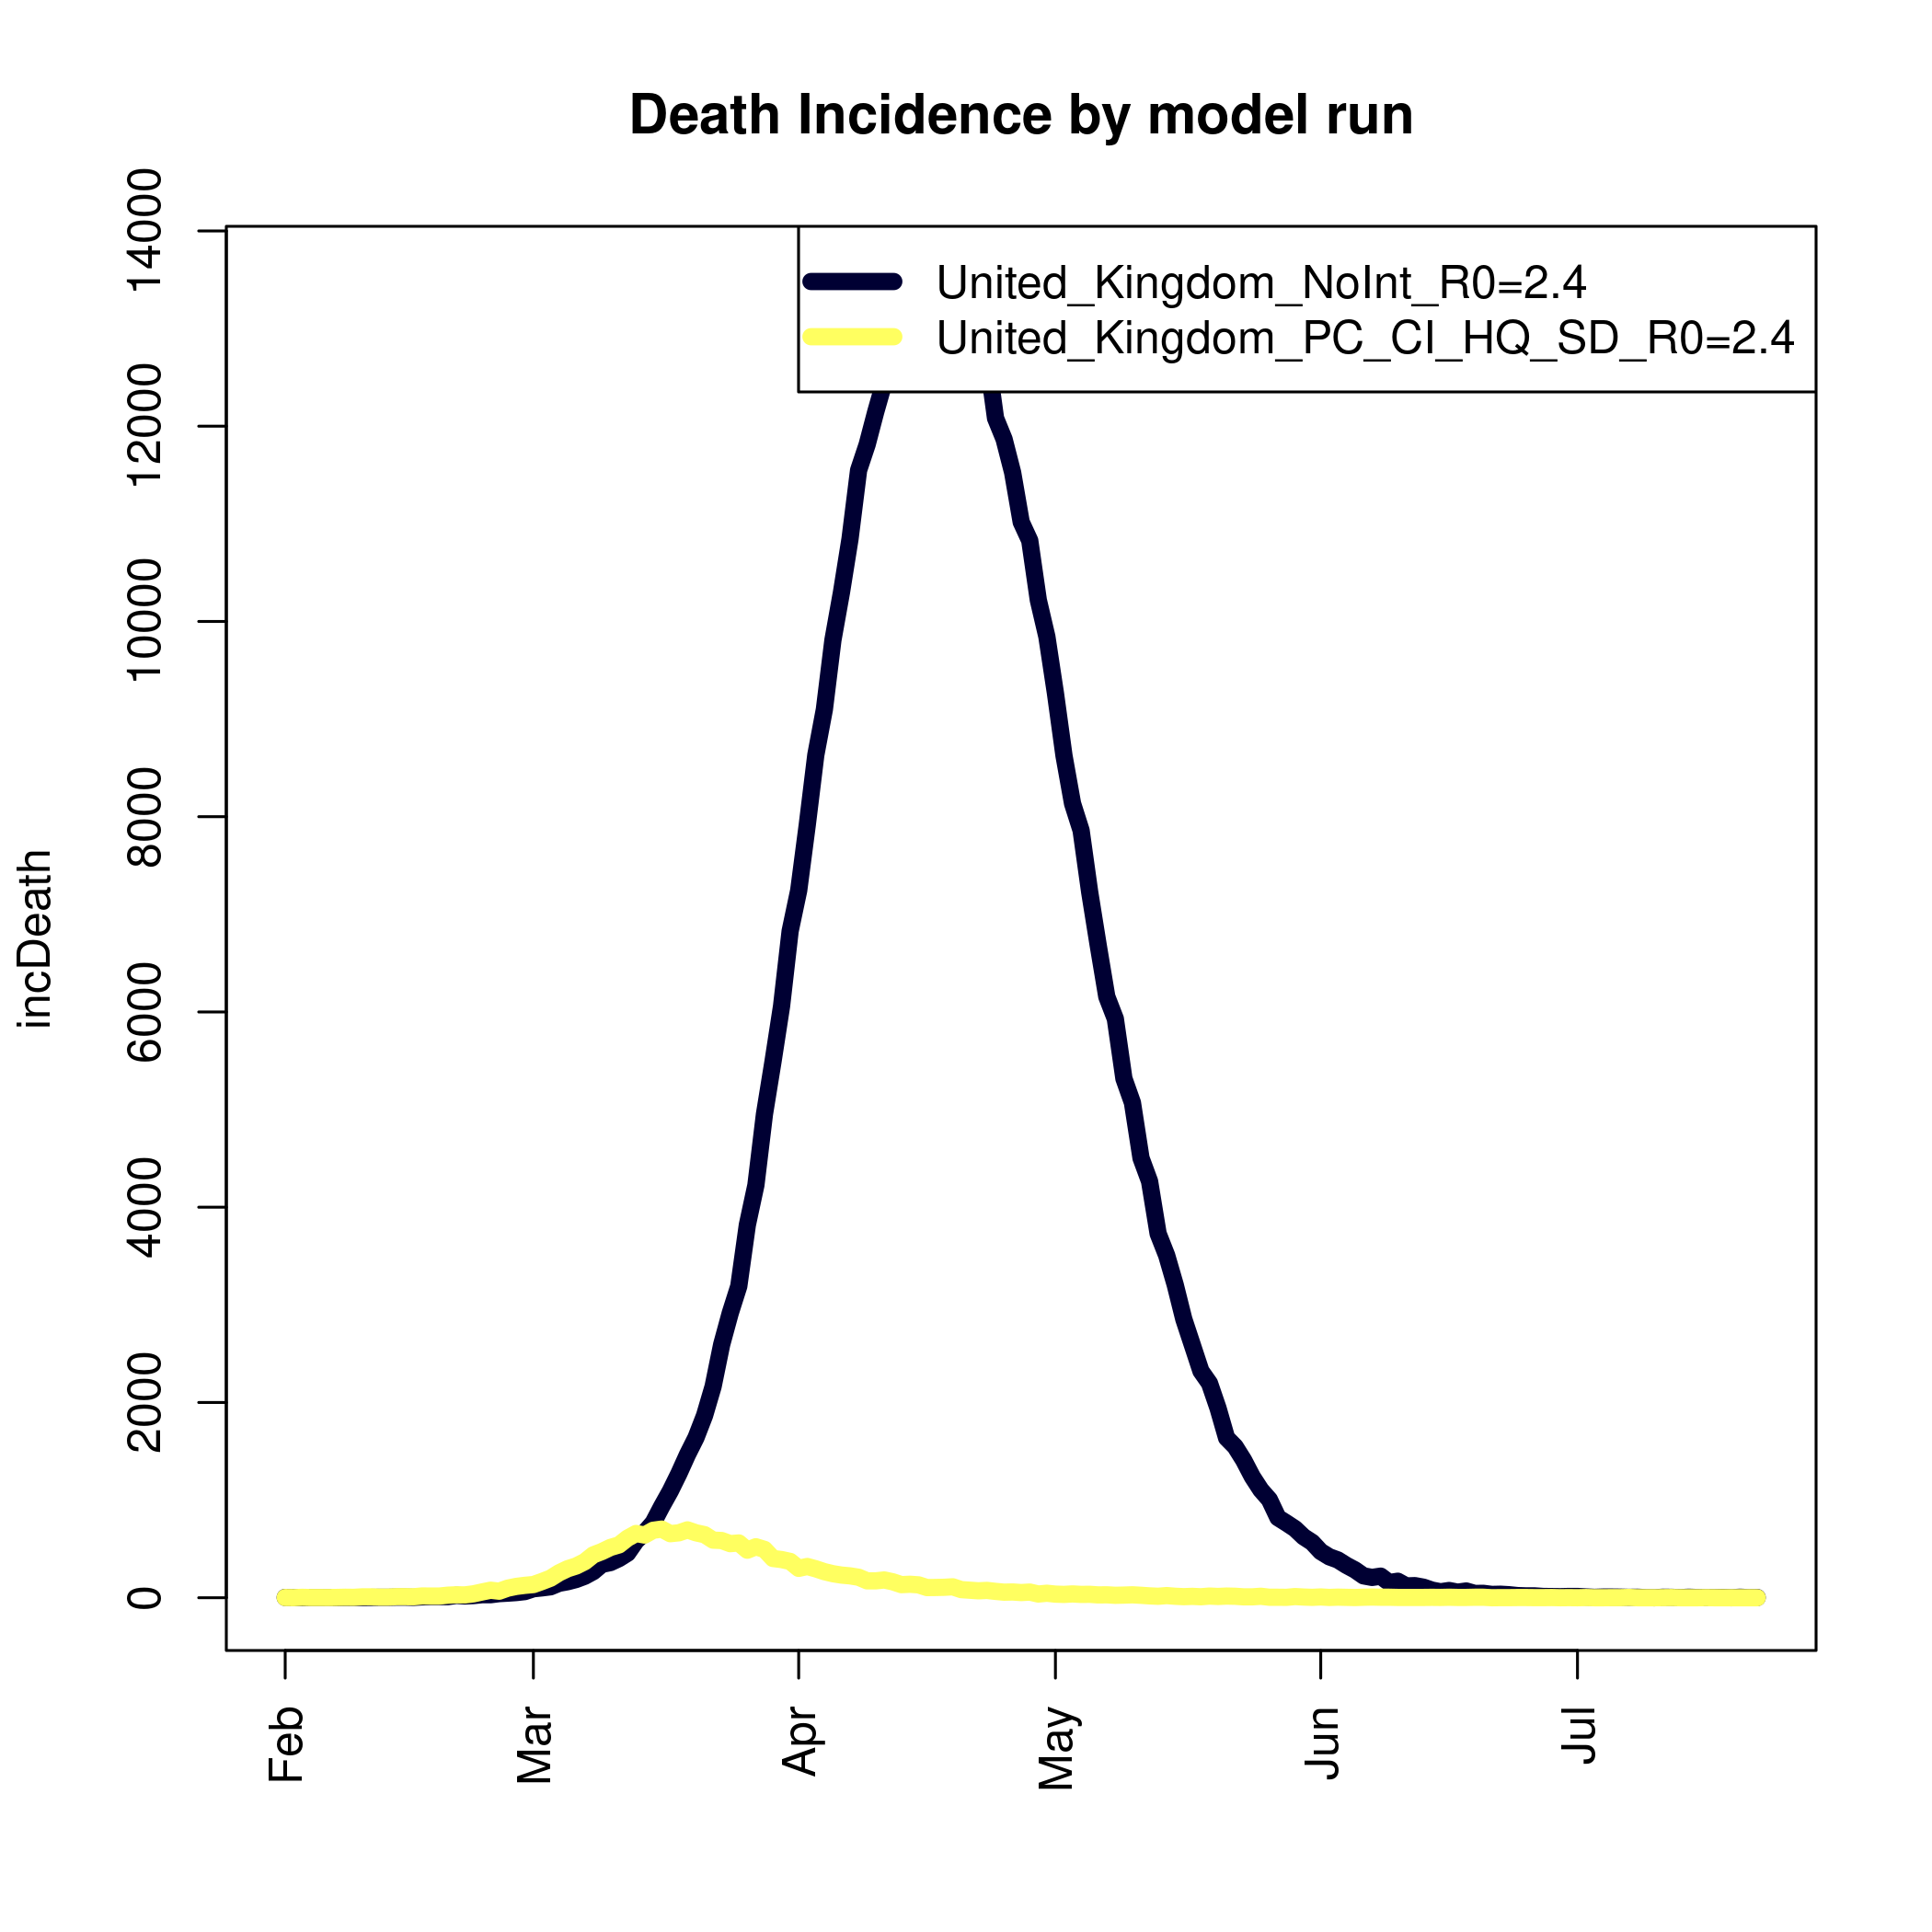 Death Incidence by model run
United_Kingdom_NoInt_R0=2.4
United_Kingdom_PC_CI_HQ_SD_R0=2.4
incDeath
14000
12000
10000
8000
6000
4000
2000
0
Feb
Mar
Apr
May
Jun
Jul